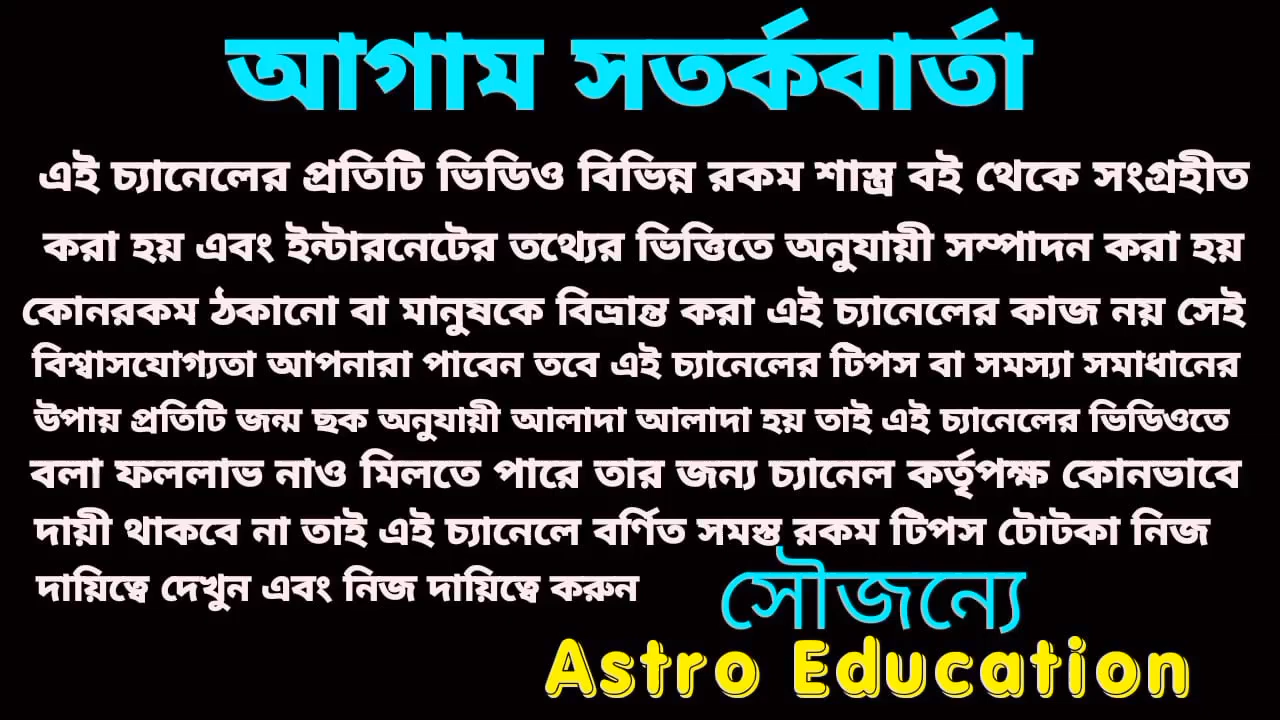 আগাম সতর্কবার্তা
এই চ্যানেলের প্রতিটি ভিডিও বিভিন্ন রকম শাস্ত্র বই থেকে সংগ্রহীত
করা হয় এবং ইন্টারনেটের তথ্যের ভিত্তিতে অনুযায়ী সম্পাদন করা হয়
কোনরকম ঠকানো বা মানুষকে বিভ্রান্ত করা এই চ্যানেলের কাজ নয় সেই
বিশ্বাসযোগ্যতা আপনারা পাবেন তবে এই চ্যানেলের টিপস বা সমস্যা সমাধানের
উপায় প্রতিটি জন্ম ছক অনুযায়ী আলাদা আলাদা হয় তাই এই চ্যানেলের ভিডিওতে
বলা ফললাভ নাও মিলতে পারে তার জন্য চ্যানেল কর্তৃপক্ষ কোনভাবে
দায়ী থাকবে না তাই এই চ্যানেলে বর্ণিত সমস্ত রকম টিপস টোটকা নিজ
দায়িত্বে দেখুন এবং নিজ দায়িত্বে করুন
সৌজন্যে
Astro Education